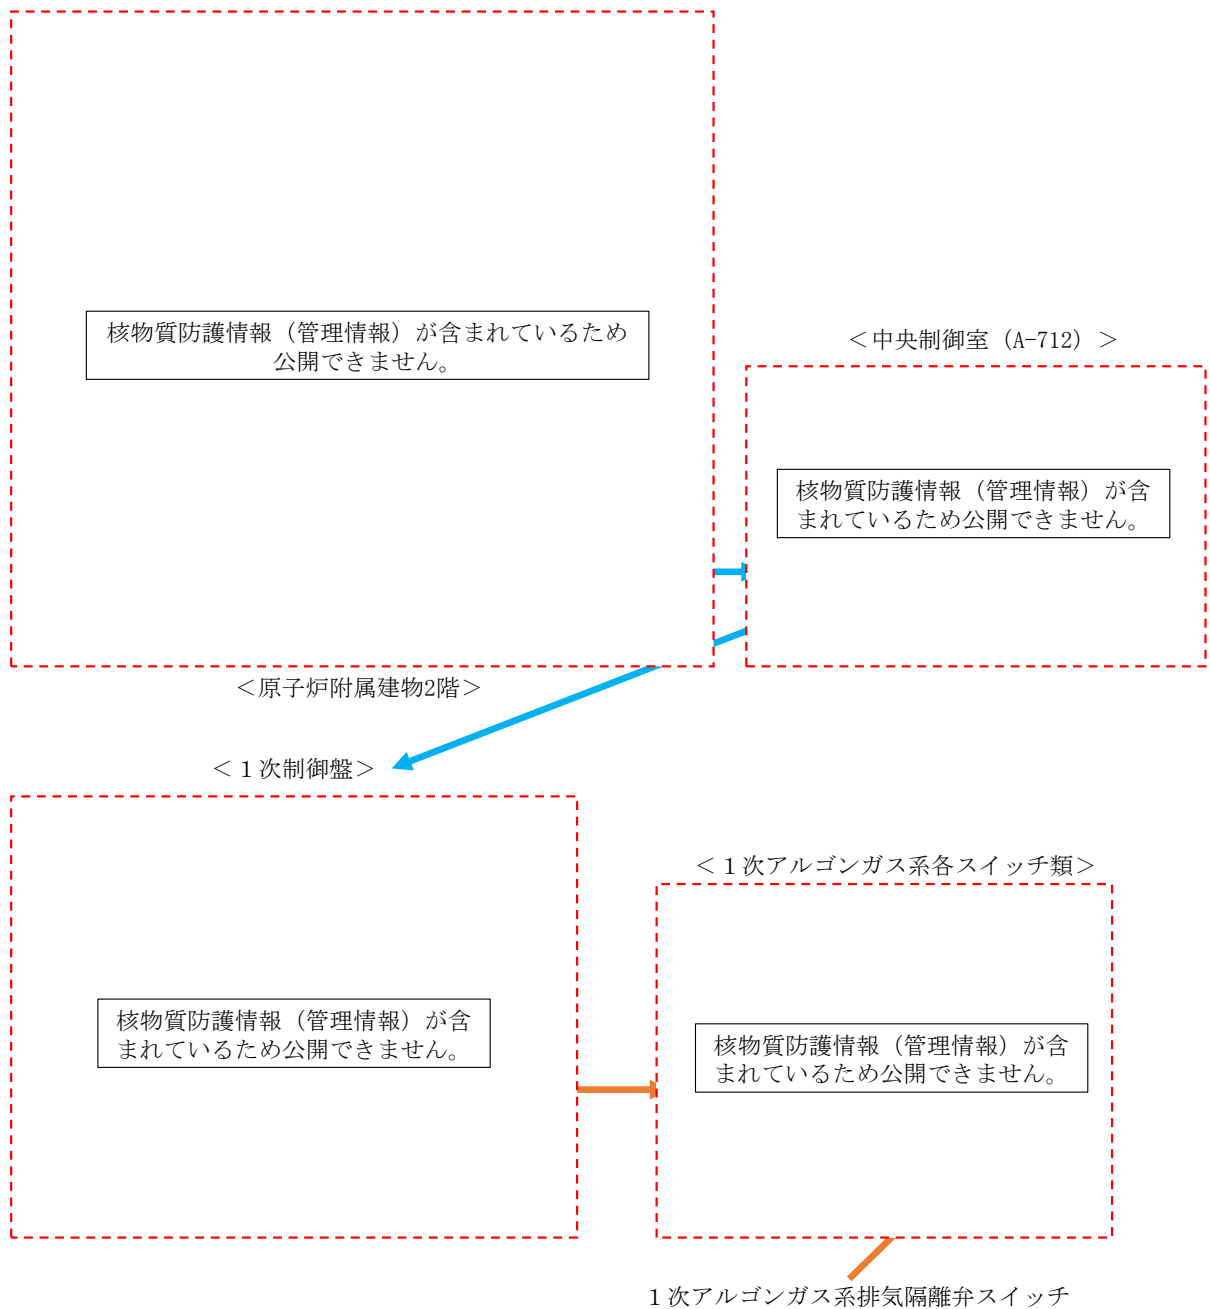 核物質防護情報（管理情報）が含まれているため
公開できません。
＜中央制御室（A-712）＞
核物質防護情報（管理情報）が含
まれているため公開できません。
＜原子炉附属建物2階＞
＜１次制御盤＞
＜１次アルゴンガス系各スイッチ類＞
核物質防護情報（管理情報）が含
まれているため公開できません。
核物質防護情報（管理情報）が含
まれているため公開できません。
１次アルゴンガス系排気隔離弁スイッチ